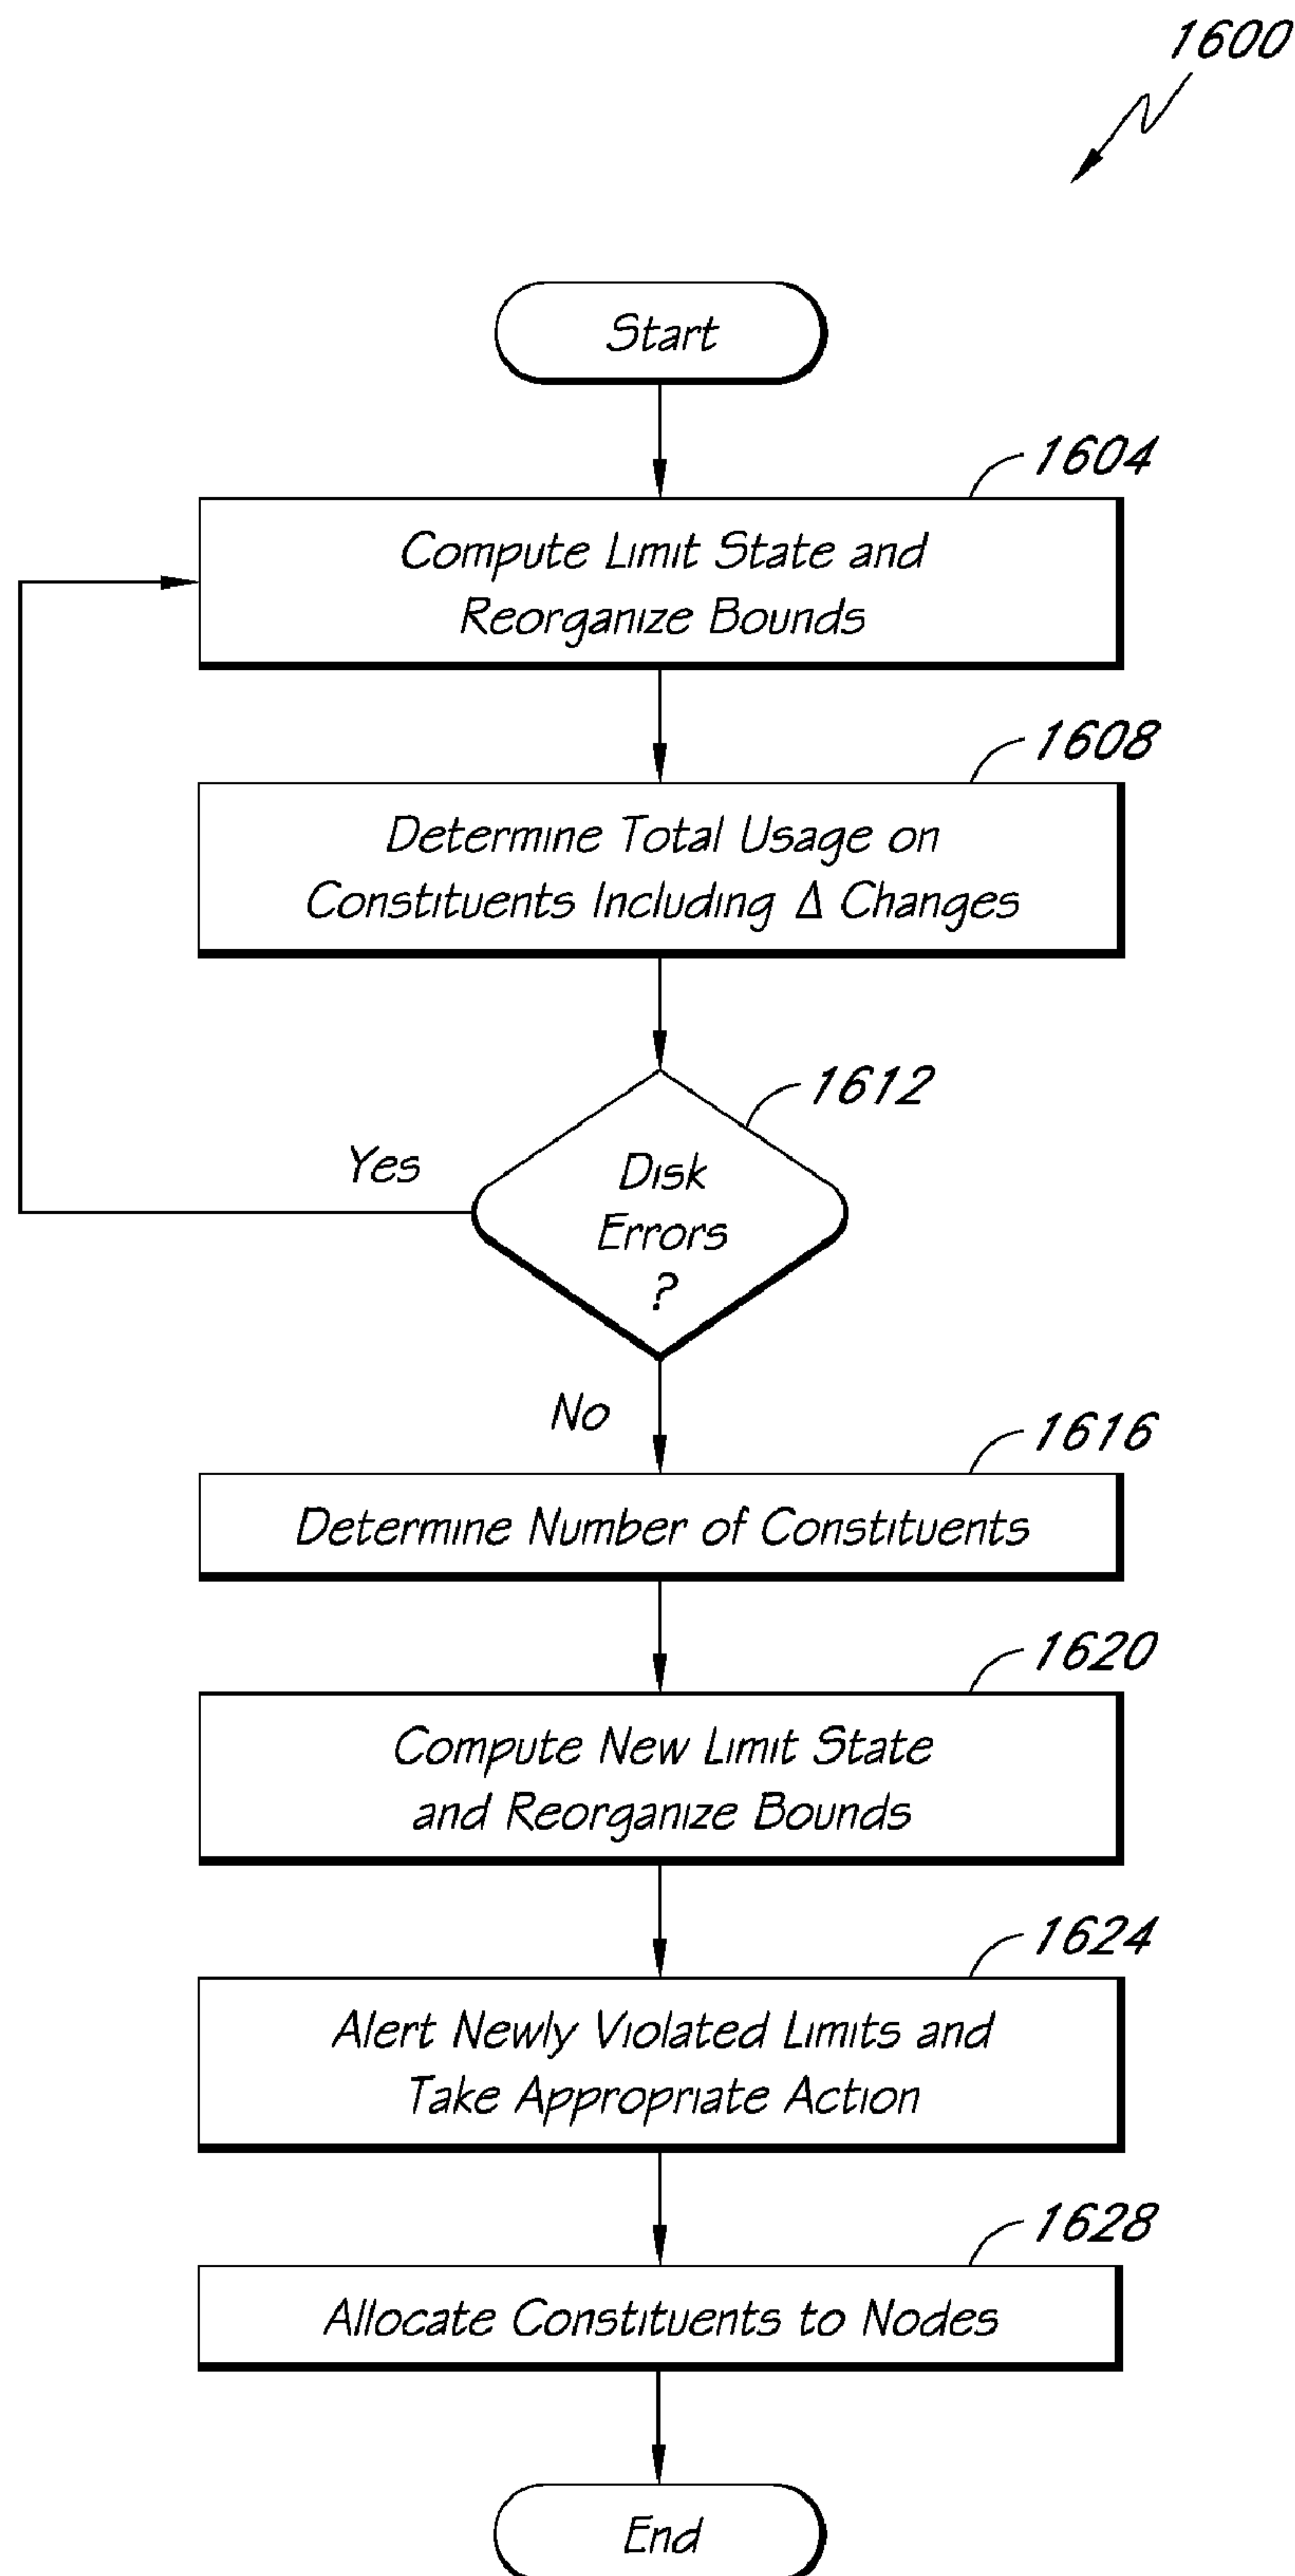 1600
Start
1604
Compute Limit State and
Reorganize Bounds
1608
Determine Total Usage on
Constituents Including Δ Changes
1612
Yes
Disk
Errors
?
No
1616
Determine Number of Constituents
1620
Compute New Limit State
and Reorganize Bounds
1624
Alert Newly Violated Limits and
Take Appropriate Action
1628
Allocate Constituents to Nodes
End